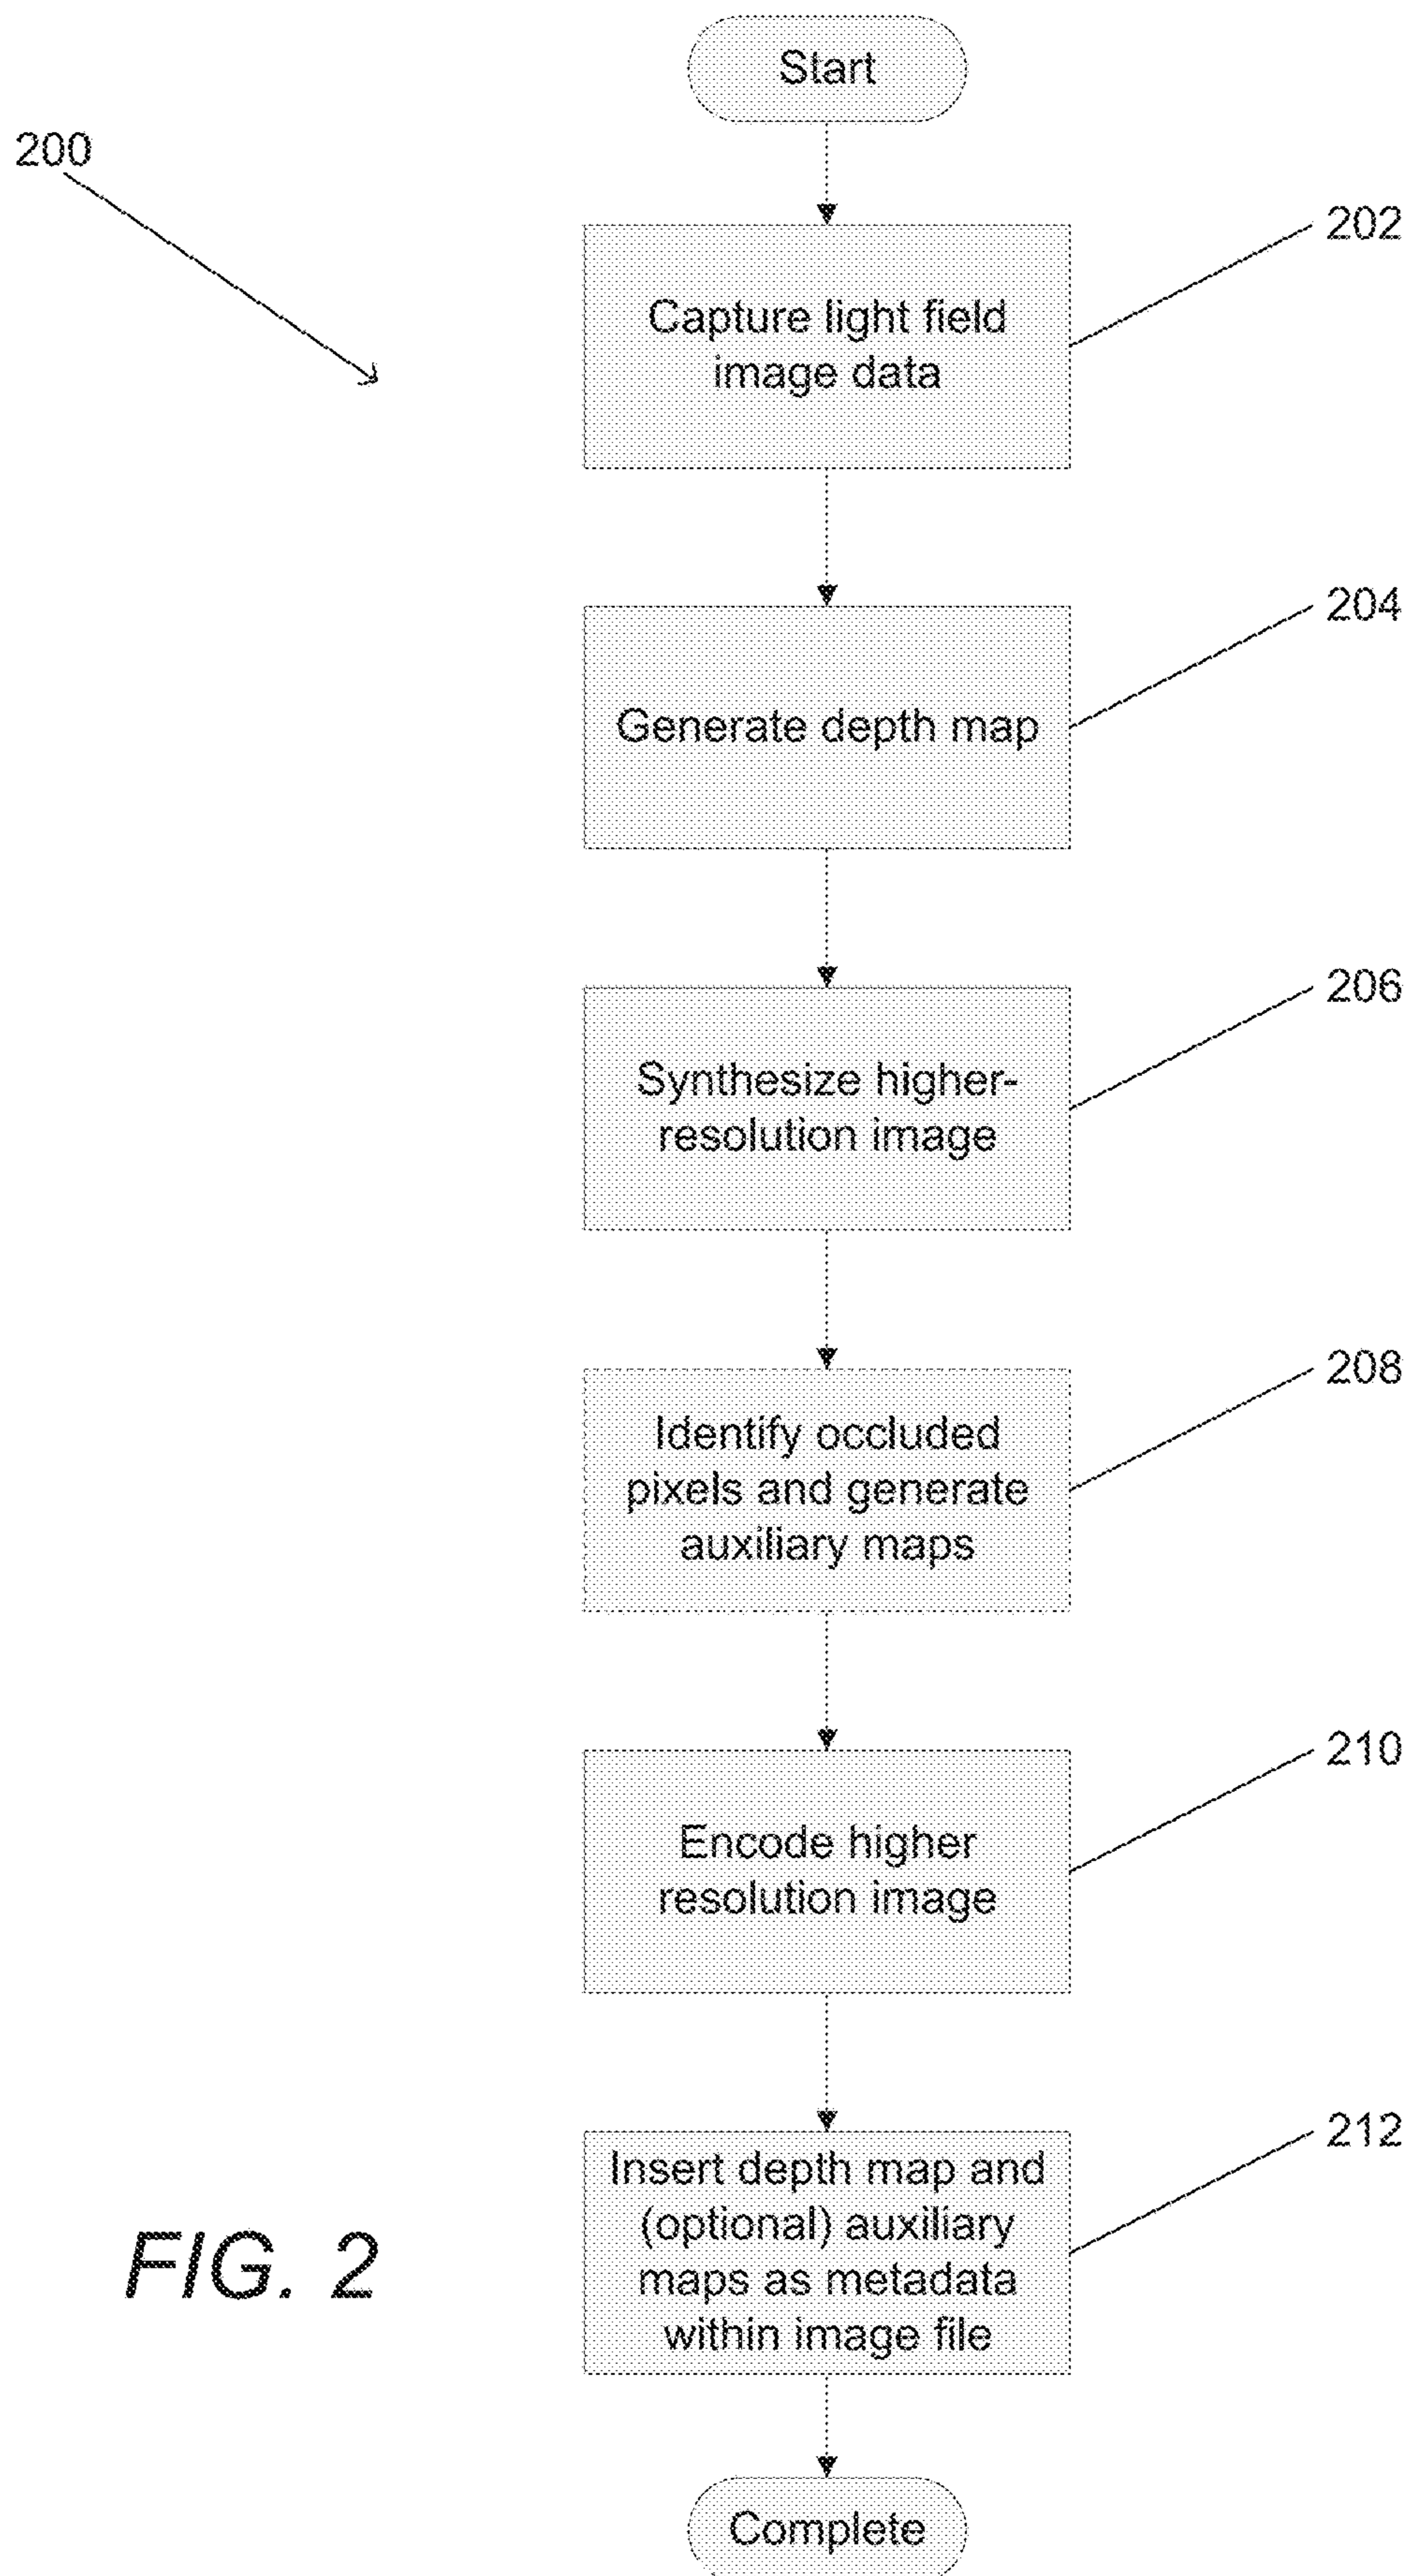 Start
200
202
Capture light field
image data
204
Generate depth map
206
Synthesize higher-
resolution image
208
Identify occluded
pixels and generate
auxiliary maps
210
Encode higher
resolution image
212
Insert depth map and
(optional) auxiliary
maps as metadata
within image file
FIG. 2
Complete